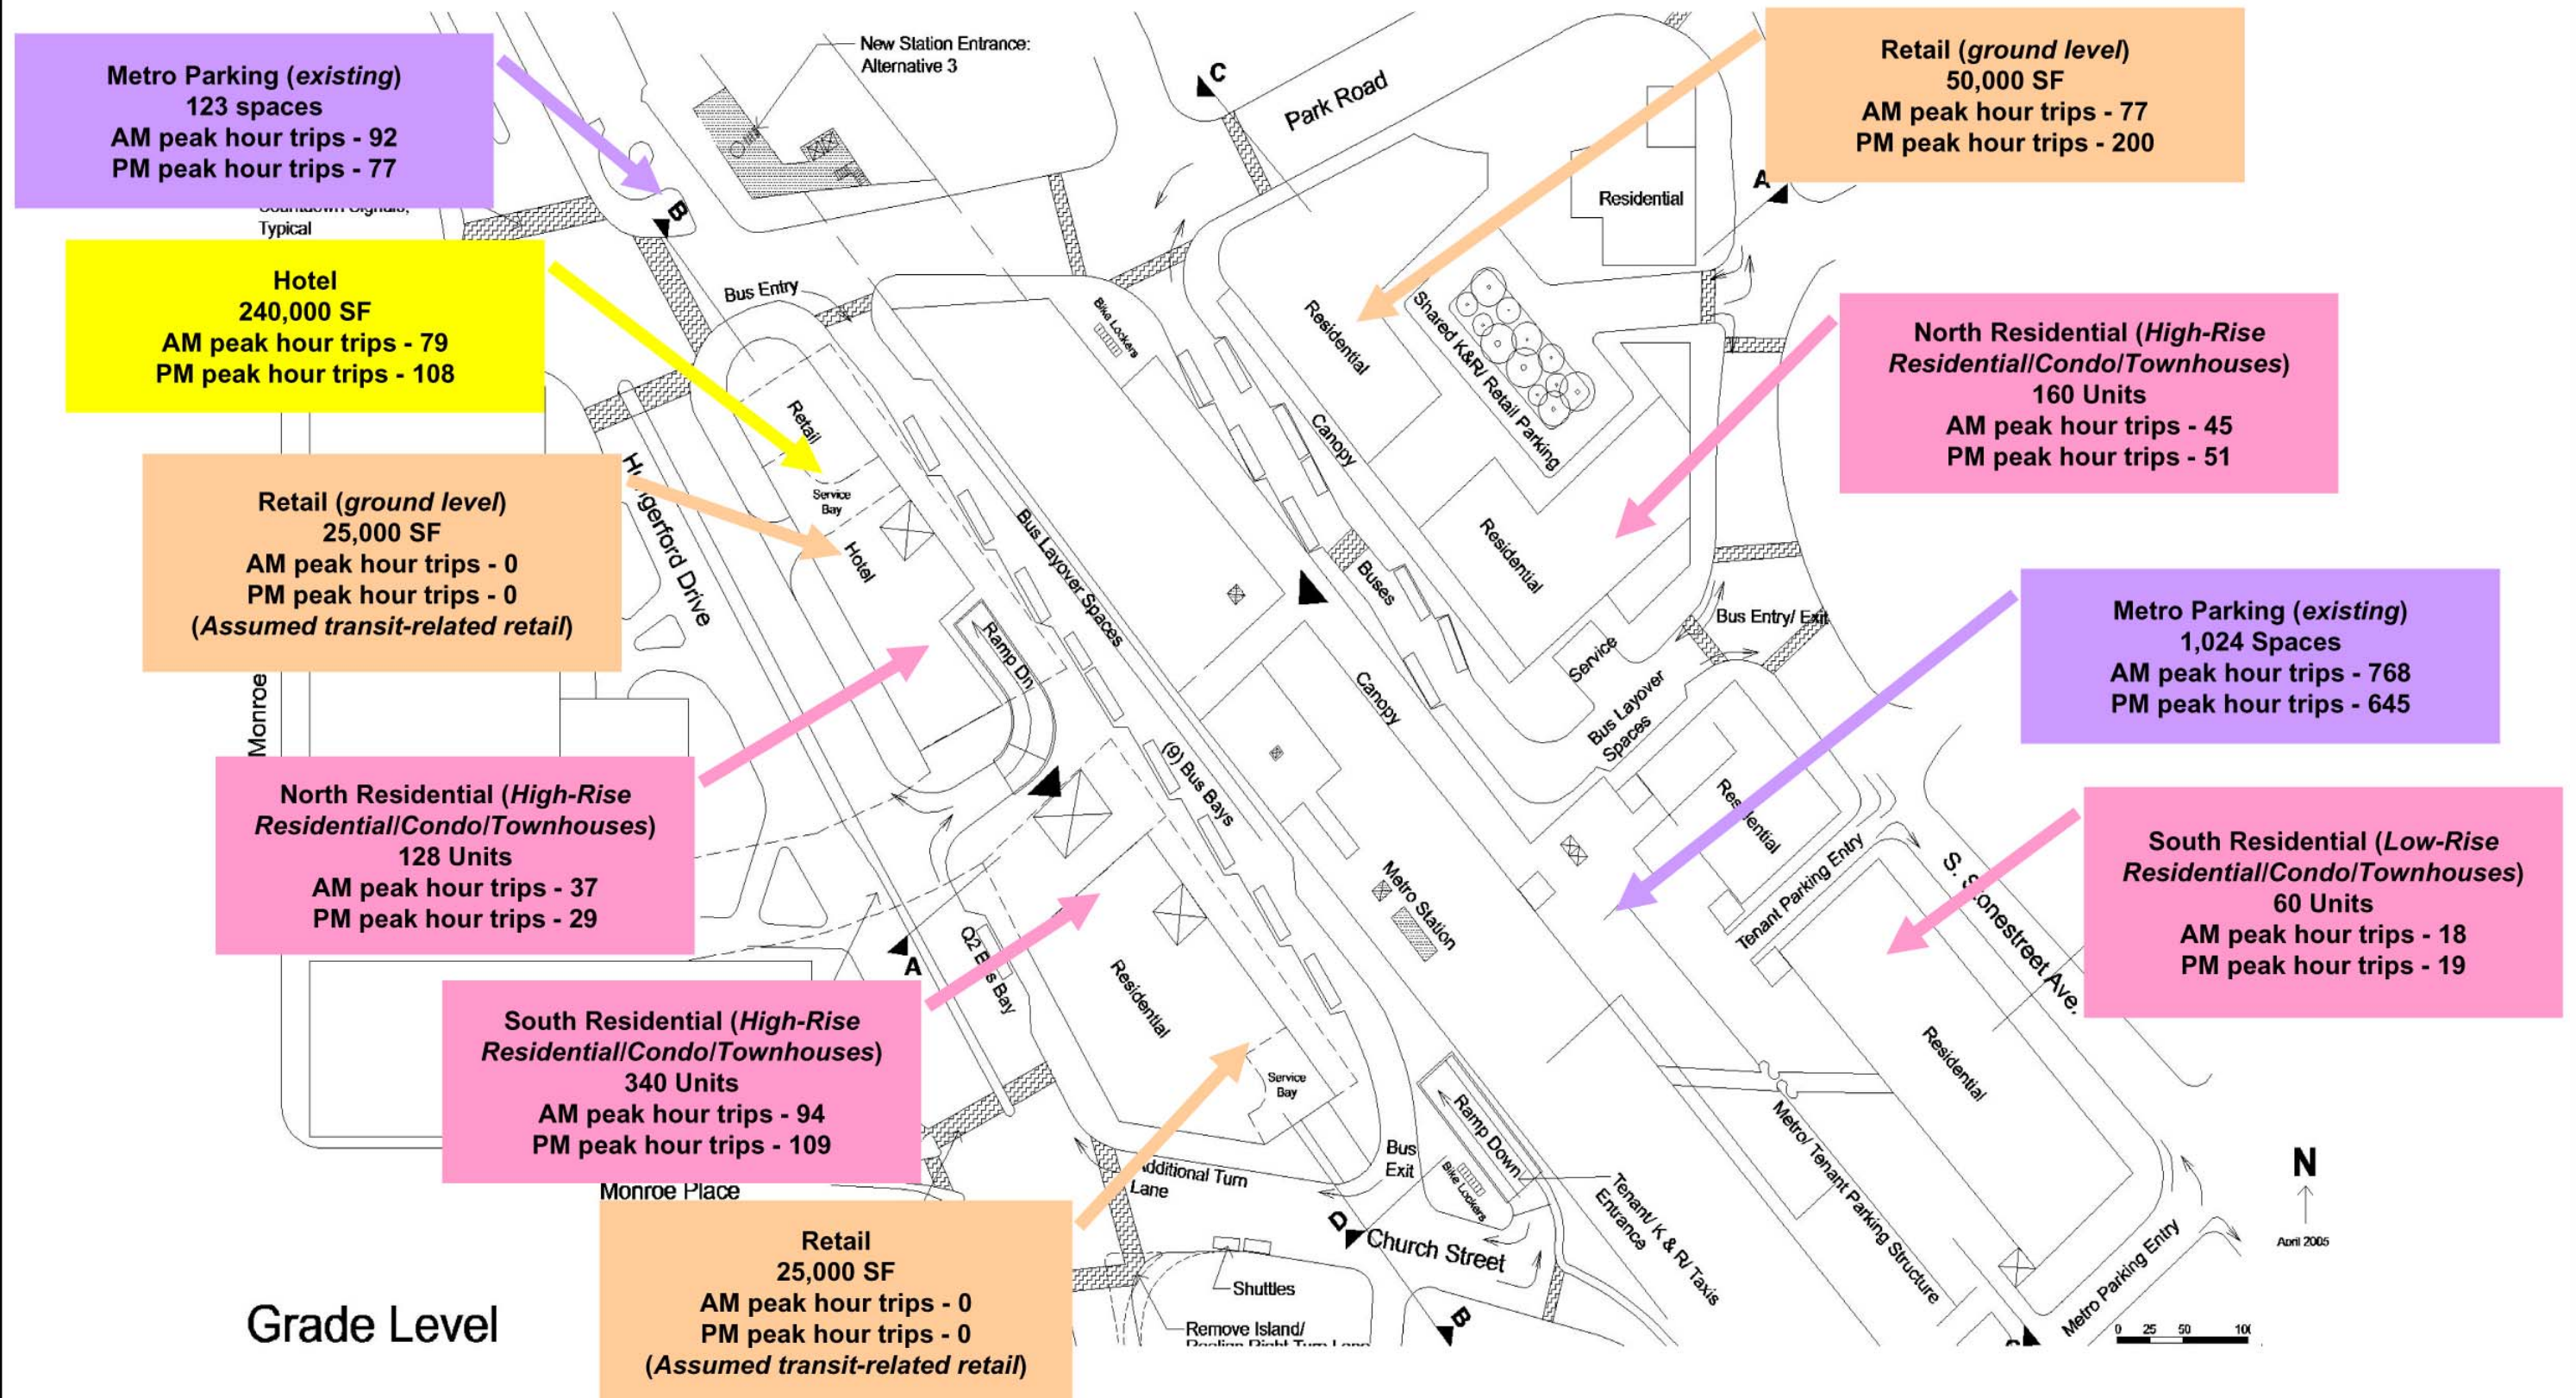 Metro Parking (existing)
123 spaces
AM peak hour trips - 92
PM peak hour trips - 77
Typical
Hotel
240,000 SF
AM peak hour trips - 79
PM peak hour trips - 108
Retail (ground level)
25,000 SF
AM peak hour trips - 0
PM peak hour trips - 0
(Assumed transit-related retail)
Monroe
North Residential (High-Rise
Residential/Condo/Townhouses)
128 Units
AM peak hour trips - 37
PM peak hour trips - 29
South Residential (High-Rise
Residential/Condo/Townhouses)
340 Units
AM peak hour trips - 94
PM peak hour trips - 109
Monroe Place
Retail
25,000 SF
AM peak hour trips - 0
PM peak hour trips - 0
(Assumed transit-related retail)
Grade Level
New Station Entrance:
Alternative 3
B
C
Park Road
A
Bus Entry
Bike Lockers
Retail
Service
Bay
Hotel
Drive
Ramp Dn
Bus Layover Spaces
(9) Bus Bays
Residential
Canopy
Shared K&R/ Retail Parking
Residential
Residential
Buses
Canopy
Service
Bus Entry/ Exit
Bus Layover
Spaces
Tenant Parking Entry
Metro Station
A
Q2 Bay
Residential
Service
Bay
Additional Turn
Lane
Bus
Exit
Ramp Down
Bike Lockers
Tenant/ K & R/ Taxis
Entrance
D
Church Street
B
Shuttles
Remove Island/
Metro/ Tenant Parking Structure
Residential
S.
Ave.
Metro Parking Entry
N
April 2005
0 25 50
Retail (ground level)
50,000 SF
AM peak hour trips - 77
PM peak hour trips - 200
North Residential (High-Rise
Residential/Condo/Townhouses)
160 Units
AM peak hour trips - 45
PM peak hour trips - 51
Metro Parking (existing)
1,024 Spaces
AM peak hour trips - 768
PM peak hour trips - 645
South Residential (Low-Rise
Residential/Condo/Townhouses)
60 Units
AM peak hour trips - 18
PM peak hour trips - 19